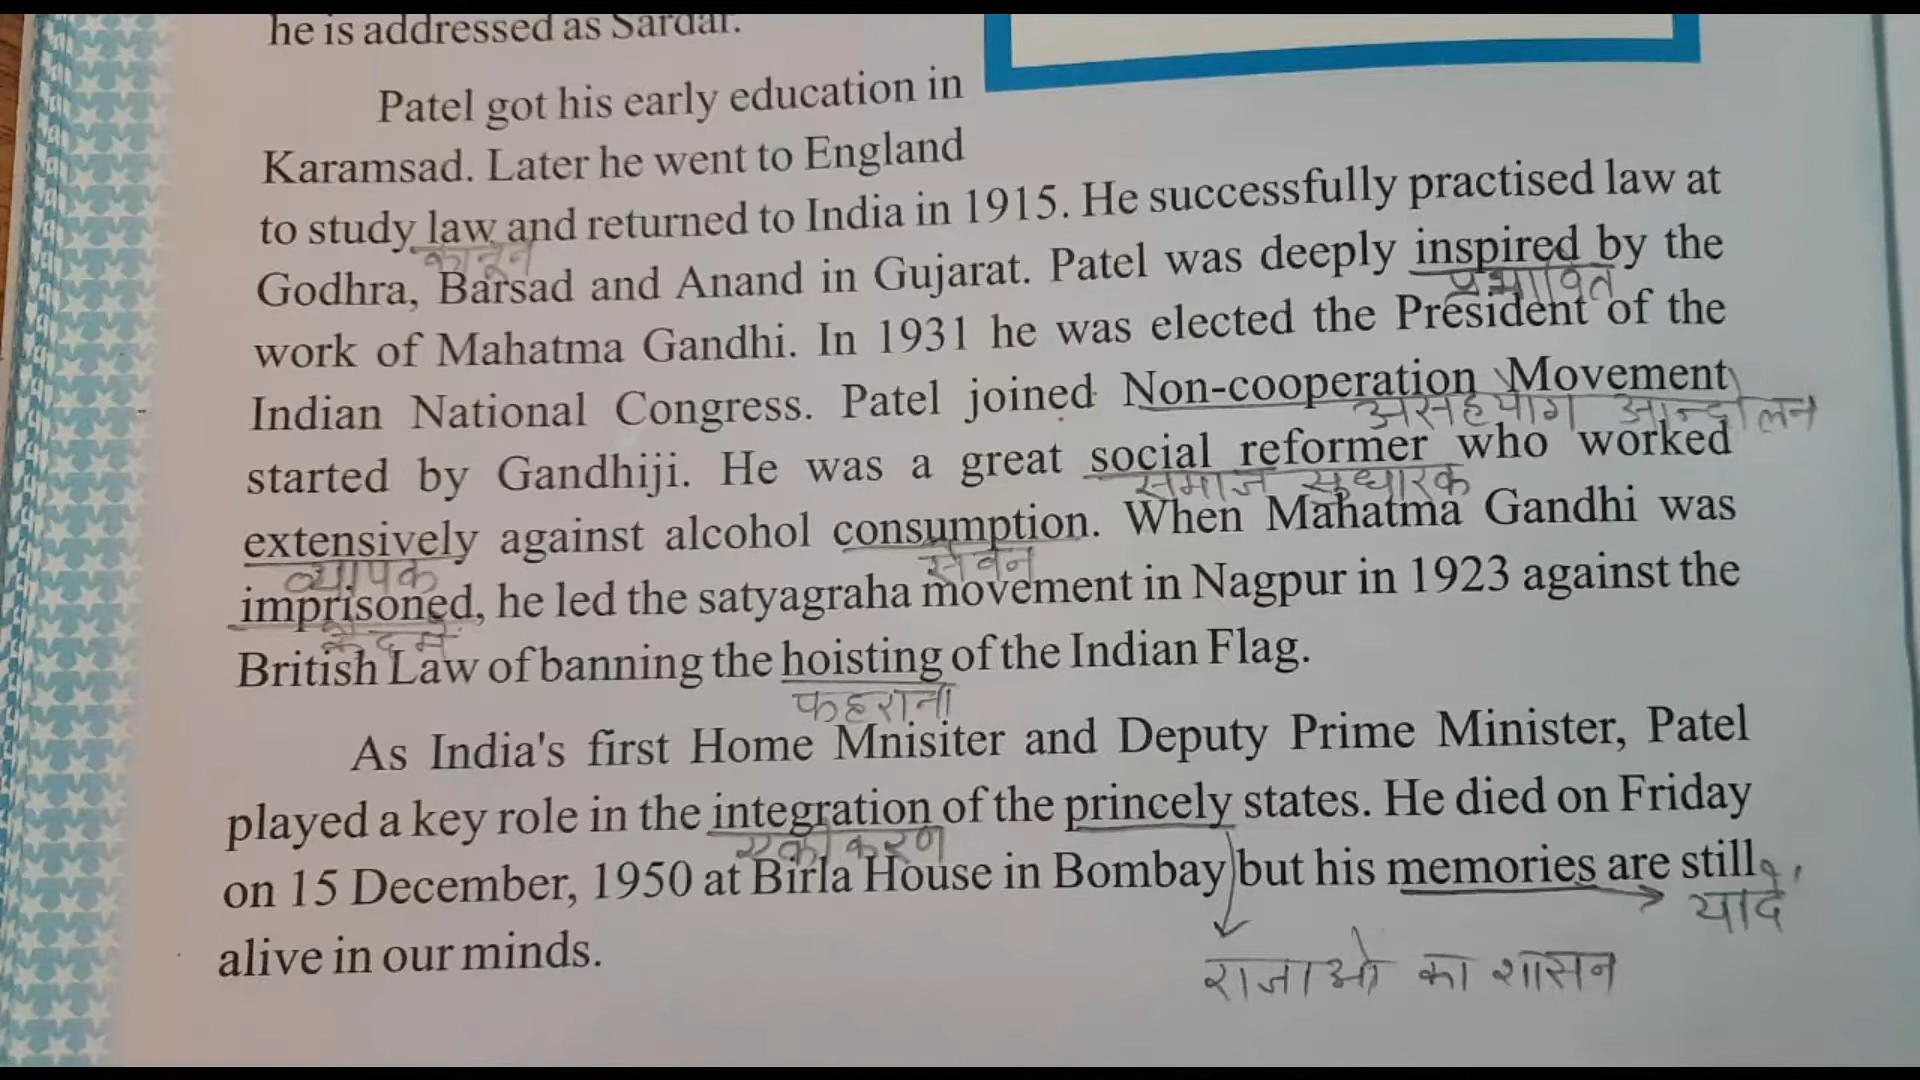 he is addressed as Sardar.
Patel got his early education in
Karamsad. Later he went to England
to study law and returned to India in 1915. He successfully practised law at
कानून
Godhra, Barsad and Anand in Gujarat. Patel was deeply inspired by the
प्रभावित
work of Mahatma Gandhi. In 1931 he was elected the President of the
Indian National Congress. Patel joined Non-cooperation Movement
असहयोग आन्दोलन
started by Gandhiji. He was a great social reformer who worked
समाज सुधारक
extensively against alcohol consumption. When Mahatma Gandhi was
व्यापक सेवन
imprisoned, he led the satyagraha movement in Nagpur in 1923 against the
कैद में
British Law of banning the hoisting of the Indian Flag.
फहराना
As India's first Home Mnisiter and Deputy Prime Minister, Patel
played a key role in the integration of the princely states. He died on Friday
एकीकरण
on 15 December, 1950 at Birla House in Bombay but his memories are still
यादें
alive in our minds.
राजाओ का शासन